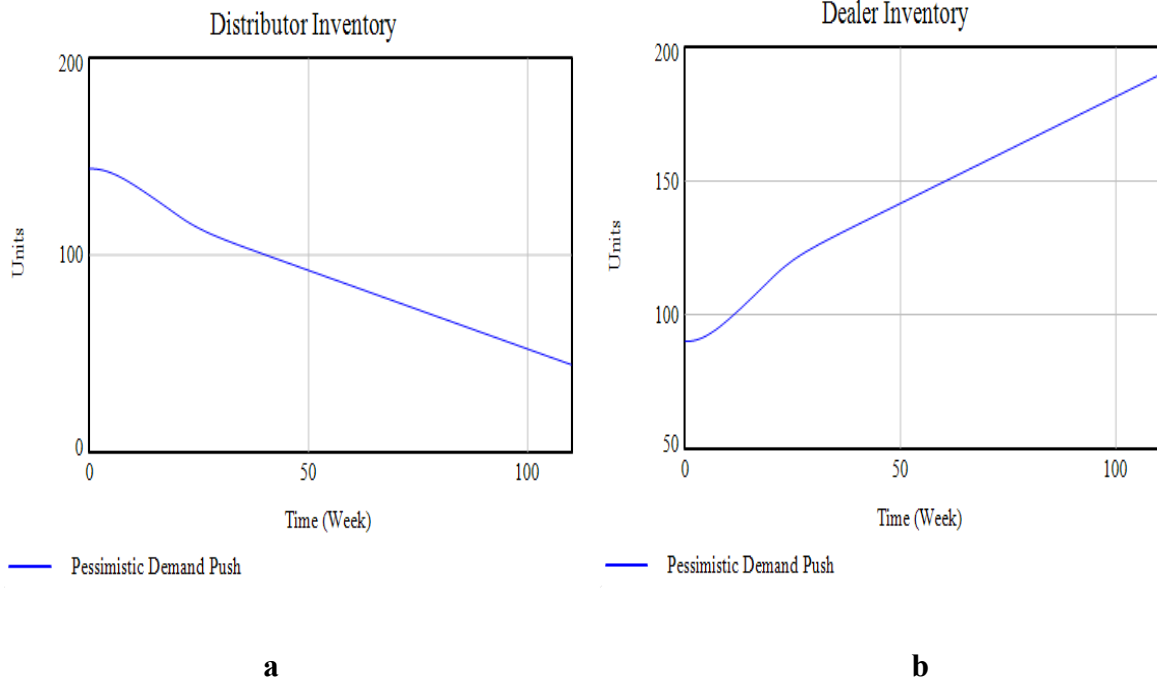 Distributor Inventory
200
100
0
Units
0 50 100
Time (Week)
Pessimistic Demand Push
a
Dealer Inventory
200
150
100
50
Units
0 50 100
Time (Week)
Pessimistic Demand Push
b